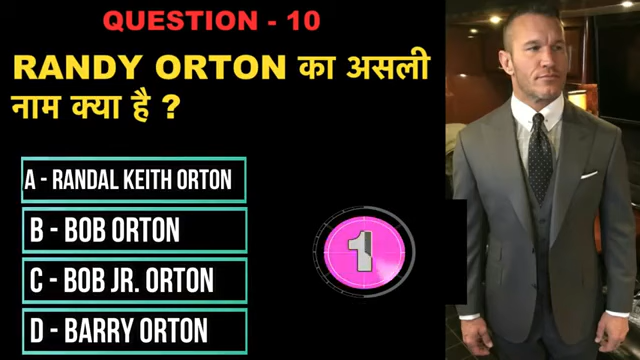 QUESTION - 10
RANDY ORTON का असली
नाम क्या है ?
A - RANDAL KEITH ORTON
B - BOB ORTON
C - BOB JR. ORTON
D - BARRY ORTON
1